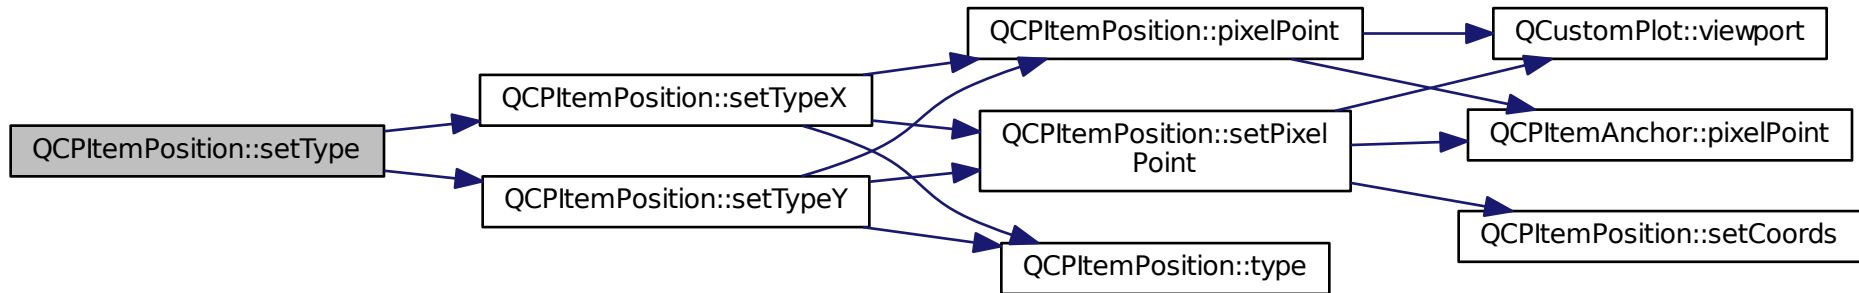 QCPItemPosition::setType
QCPItemPosition::setTypeX
QCPItemPosition::setTypeY
QCPItemPosition::pixelPoint
QCPItemPosition::setPixel
Point
QCPItemPosition::type
QCustomPlot::viewport
QCPItemAnchor::pixelPoint
QCPItemPosition::setCoords